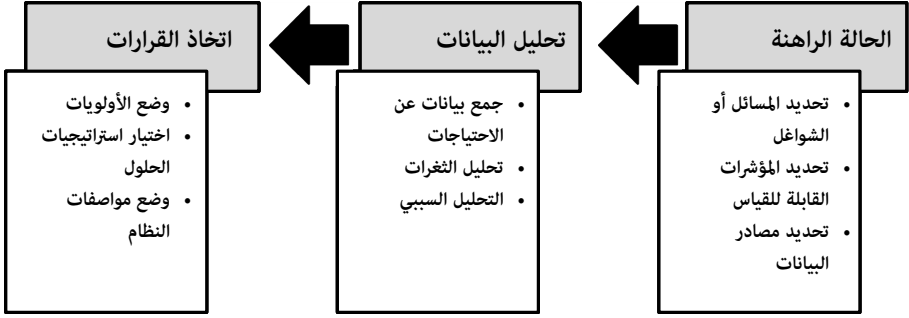 الحالة الراهنة
• تحديد المسائل أو
الشواغل
• تحديد المؤشرات
القابلة للقياس
• تحديد مصادر
البيانات
تحليل البيانات
• جمع بيانات عن
الاحتياجات
• تحليل الثغرات
• التحليل السببي
اتخاذ القرارات
• وضع الأولويات
• اختيار استراتيجيات
الحلول
• وضع مواصفات
النظام